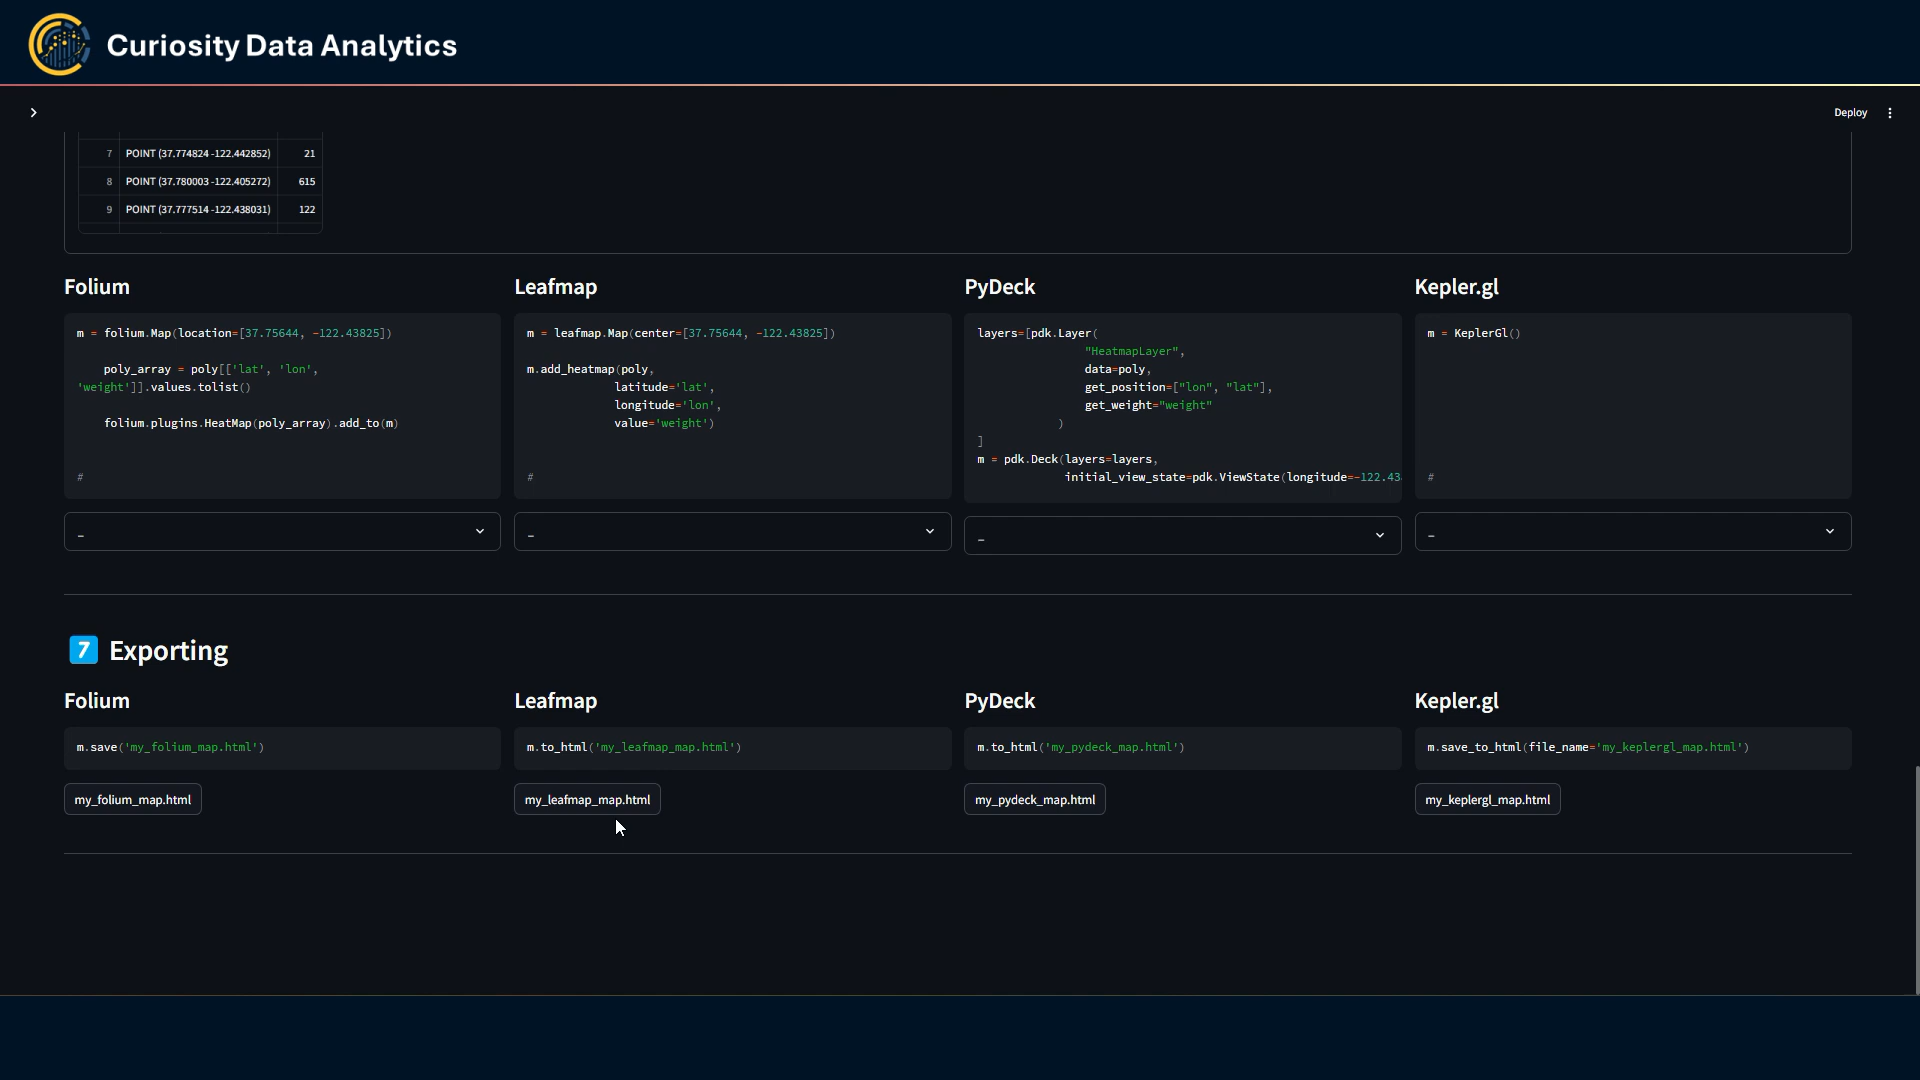 Curiosity Data Analytics
Deploy
7 POINT (37.774824 -122.442852) 21
8 POINT (37.780003 -122.405272) 615
9 POINT (37.777514 -122.438031) 122
Folium
m = folium.Map(location=[37.75644, -122.43825])
poly_array = poly[['lat', 'lon',
'weight']].values.tolist()
folium.plugins.HeatMap(poly_array).add_to(m)
#
–
Leafmap
m = leafmap.Map(center=[37.75644, -122.43825])
m.add_heatmap(poly,
latitude='lat',
longitude='lon',
value='weight')
#
–
PyDeck
layers=[pdk.Layer(
"HeatmapLayer",
data=poly,
get_position=["lon", "lat"],
get_weight="weight"
)
]
m = pdk.Deck(layers=layers,
initial_view_state=pdk.ViewState(longitude=-122.43
–
Kepler.gl
m = KeplerGl()
#
–
7 Exporting
Folium
m.save('my_folium_map.html')
my_folium_map.html
Leafmap
m.to_html('my_leafmap_map.html')
my_leafmap_map.html
PyDeck
m.to_html('my_pydeck_map.html')
my_pydeck_map.html
Kepler.gl
m.save_to_html(file_name='my_keplergl_map.html')
my_keplergl_map.html